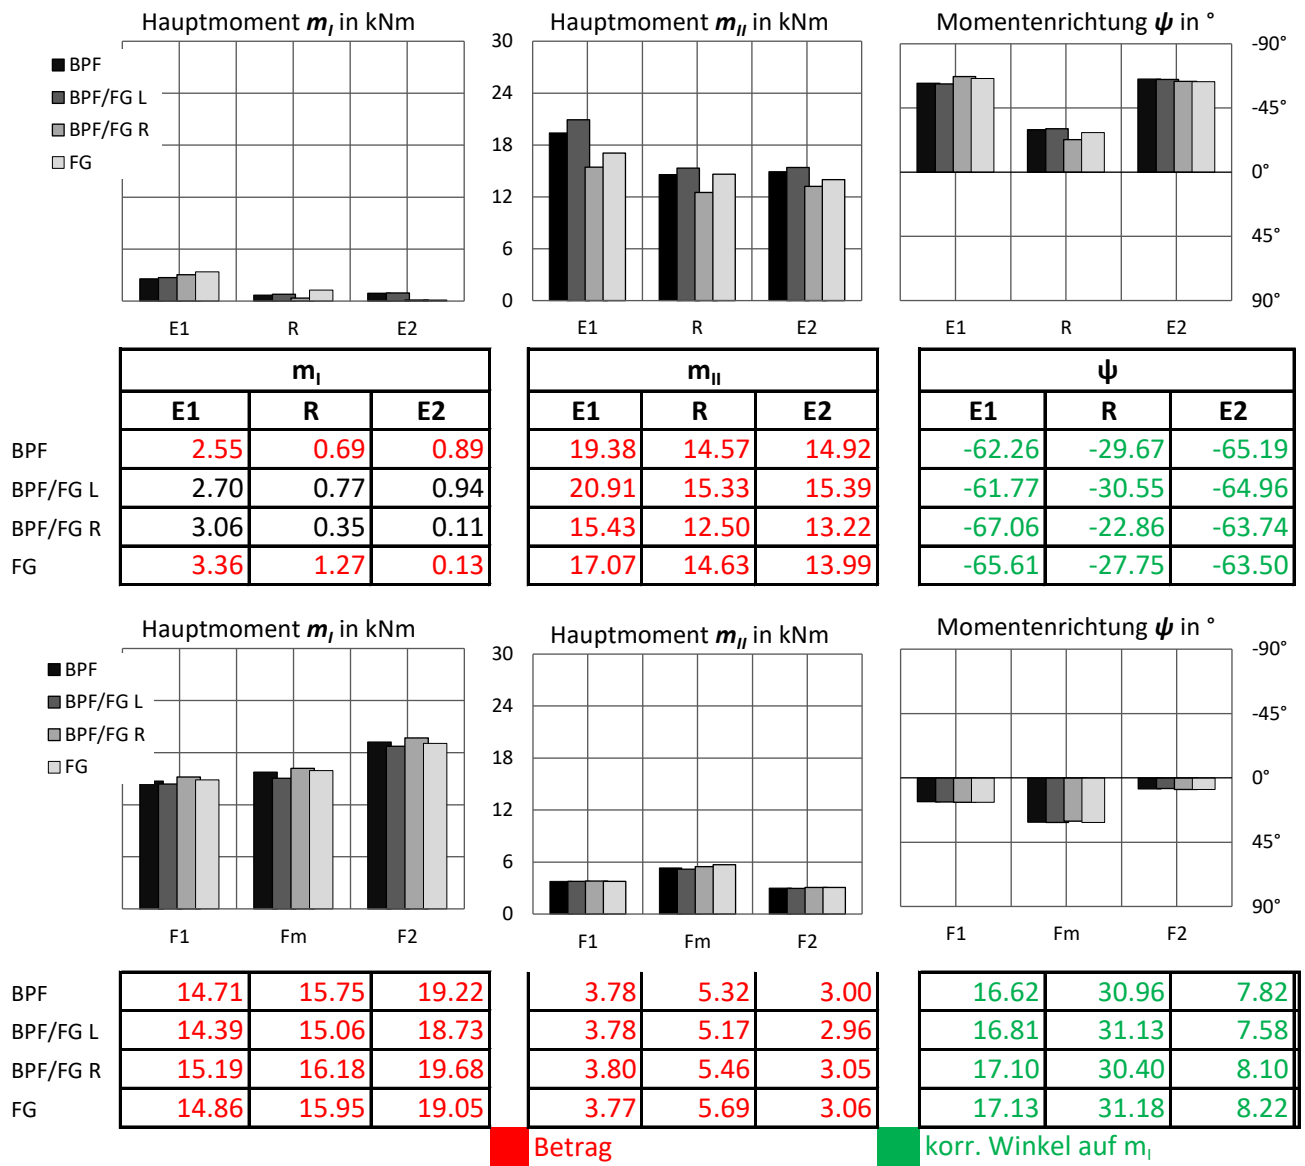 Hauptmoment m_I in kNm
Hauptmoment m_II in kNm
Momentenrichtung ψ in °
BPF
BPF/FG L
BPF/FG R
FG
30
24
18
12
6
0
-90°
-45°
0°
45°
90°
E1 R E2
E1 R E2
E1 R E2
m_I m_II ψ
E1 R E2 E1 R E2 E1 R E2
BPF 2.55 0.69 0.89 19.38 14.57 14.92 -62.26 -29.67 -65.19
BPF/FG L 2.70 0.77 0.94 20.91 15.33 15.39 -61.77 -30.55 -64.96
BPF/FG R 3.06 0.35 0.11 15.43 12.50 13.22 -67.06 -22.86 -63.74
FG 3.36 1.27 0.13 17.07 14.63 13.99 -65.61 -27.75 -63.50
Hauptmoment m_I in kNm
Hauptmoment m_II in kNm
Momentenrichtung ψ in °
BPF
BPF/FG L
BPF/FG R
FG
30
24
18
12
6
0
-90°
-45°
0°
45°
90°
F1 Fm F2
F1 Fm F2
F1 Fm F2
BPF 14.71 15.75 19.22 3.78 5.32 3.00 16.62 30.96 7.82
BPF/FG L 14.39 15.06 18.73 3.78 5.17 2.96 16.81 31.13 7.58
BPF/FG R 15.19 16.18 19.68 3.80 5.46 3.05 17.10 30.40 8.10
FG 14.86 15.95 19.05 3.77 5.69 3.06 17.13 31.18 8.22
Betrag
korr. Winkel auf m_I